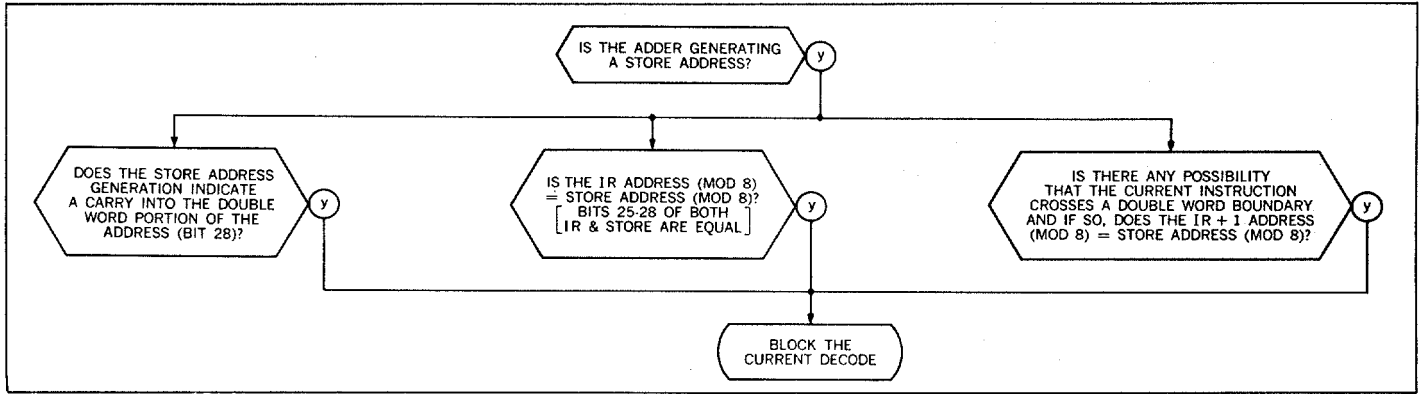 IS THE ADDER GENERATING
A STORE ADDRESS?
y
DOES THE STORE ADDRESS
GENERATION INDICATE
A CARRY INTO THE DOUBLE
WORD PORTION OF THE
ADDRESS (BIT 28)?
y
IS THE IR ADDRESS (MOD 8)
= STORE ADDRESS (MOD 8)?
[BITS 25-28 OF BOTH
IR & STORE ARE EQUAL]
y
IS THERE ANY POSSIBILITY
THAT THE CURRENT INSTRUCTION
CROSSES A DOUBLE WORD BOUNDARY
AND IF SO, DOES THE IR + 1 ADDRESS
(MOD 8) = STORE ADDRESS (MOD 8)?
y
BLOCK THE
CURRENT DECODE